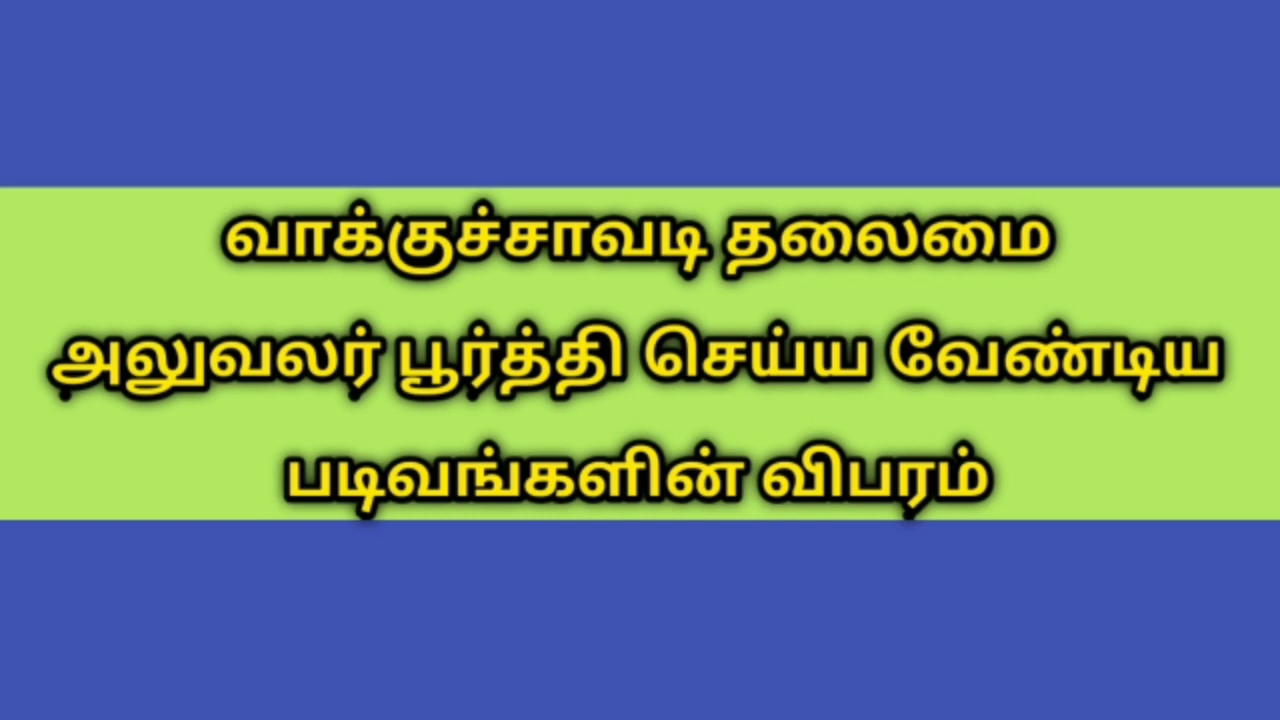 வாக்குச்சாவடி தலைமை
அலுவலர் பூர்த்தி செய்ய வேண்டிய
படிவங்களின் விபரம்